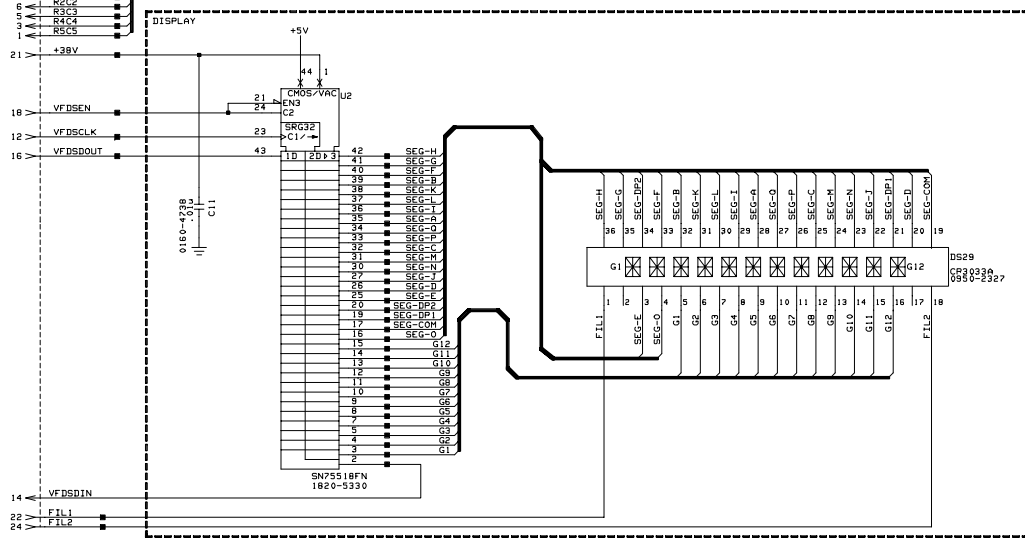 6 R2C2
5 R3C3
3 R4C4
1 R5C5
DISPLAY
21 +38V
+5V
44 1
CMOS/VAC U2
18 VFDSEN 21 EN3
24 C2
SRG32
12 VFDSCLK 23 C1/→
16 VFDSDOUT 43 1D 2D 3
42 SEG-H
41 SEG-G
40 SEG-F
39 SEG-B
38 SEG-K
37 SEG-L
36 SEG-I
35 SEG-A
34 SEG-Q
33 SEG-P
32 SEG-C
31 SEG-M
30 SEG-N
27 SEG-J
26 SEG-D
25 SEG-E
20 SEG-DP2
19 SEG-DP1
17 SEG-COM
16 SEG-O
15 G12
14 G11
13 G10
12 G9
11 G8
10 G7
9 G6
8 G5
7 G4
5 G3
4 G2
3 G1
2
SN75518FN
1820-5330
0160-4738
.01u
C11
SEG-H SEG-G SEG-DP2 SEG-F SEG-B SEG-K SEG-L SEG-I SEG-A SEG-Q SEG-P SEG-C SEG-M SEG-N SEG-J SEG-DP1 SEG-D SEG-COM
36 35 34 33 32 31 30 29 28 27 26 25 24 23 22 21 20 19
G1 G12
DS29
CP3033A
0950-2327
1 2 3 4 5 6 7 8 9 10 11 12 13 14 15 16 17 18
FIL1 SEG-E SEG-O G1 G2 G3 G4 G5 G6 G7 G8 G9 G10 G11 G12 FIL2
14 VFDSDIN
22 FIL1
24 FIL2